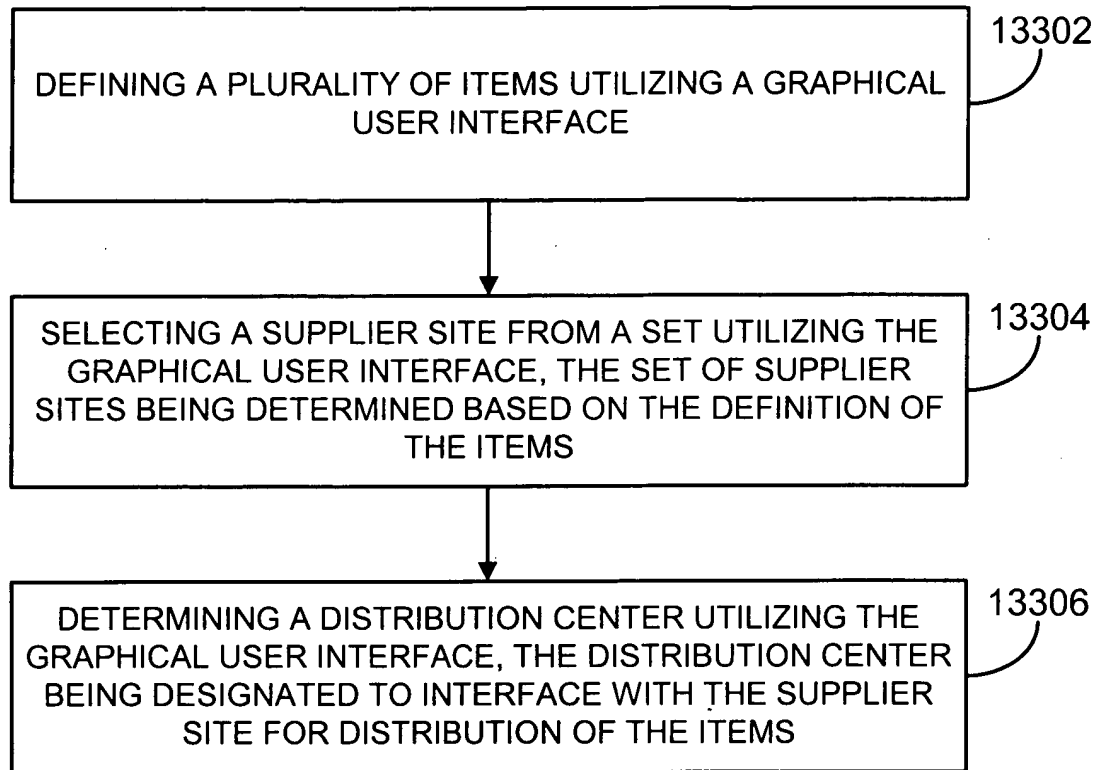 13302
DEFINING A PLURALITY OF ITEMS UTILIZING A GRAPHICAL
USER INTERFACE
13304
SELECTING A SUPPLIER SITE FROM A SET UTILIZING THE
GRAPHICAL USER INTERFACE, THE SET OF SUPPLIER
SITES BEING DETERMINED BASED ON THE DEFINITION OF
THE ITEMS
13306
DETERMINING A DISTRIBUTION CENTER UTILIZING THE
GRAPHICAL USER INTERFACE, THE DISTRIBUTION CENTER
BEING DESIGNATED TO INTERFACE WITH THE SUPPLIER
SITE FOR DISTRIBUTION OF THE ITEMS